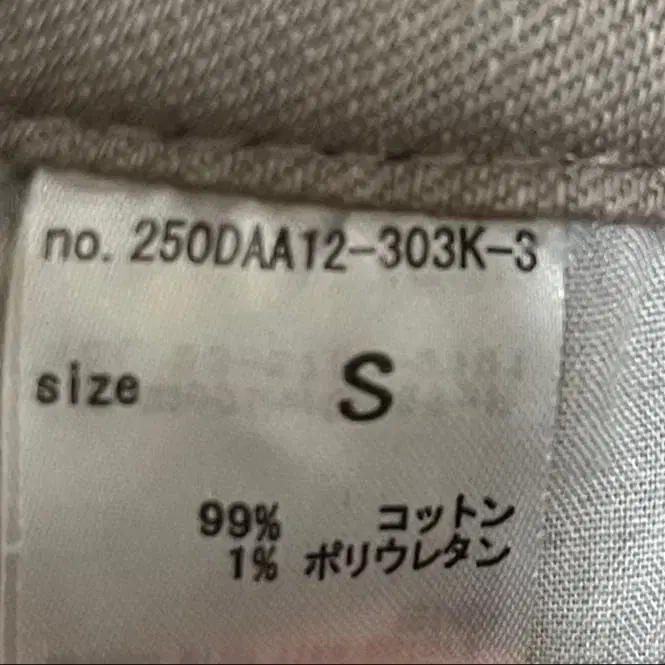 no. 250DAA12-303K-3
size S
99% コットン
1% ポリウレタン